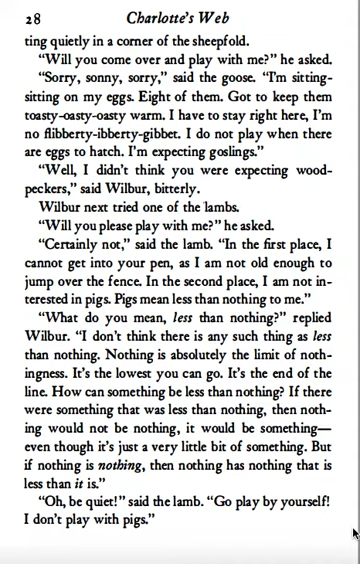 28 Charlotte's Web
ting quietly in a corner of the sheepfold.
"Will you come over and play with me?" he asked.
"Sorry, sonny, sorry," said the goose. "I'm sitting-
sitting on my eggs. Eight of them. Got to keep them
toasty-oasty-oasty warm. I have to stay right here, I'm
no flibberty-ibberty-gibbet. I do not play when there
are eggs to hatch. I'm expecting goslings."
"Well, I didn't think you were expecting wood-
peckers," said Wilbur, bitterly.
Wilbur next tried one of the lambs.
"Will you please play with me?" he asked.
"Certainly not," said the lamb. "In the first place, I
cannot get into your pen, as I am not old enough to
jump over the fence. In the second place, I am not in-
terested in pigs. Pigs mean less than nothing to me."
"What do you mean, less than nothing?" replied
Wilbur. "I don't think there is any such thing as less
than nothing. Nothing is absolutely the limit of noth-
ingness. It's the lowest you can go. It's the end of the
line. How can something be less than nothing? If there
were something that was less than nothing, then noth-
ing would not be nothing, it would be something—
even though it's just a very little bit of something. But
if nothing is nothing, then nothing has nothing that is
less than it is."
"Oh, be quiet!" said the lamb. "Go play by yourself!
I don't play with pigs."